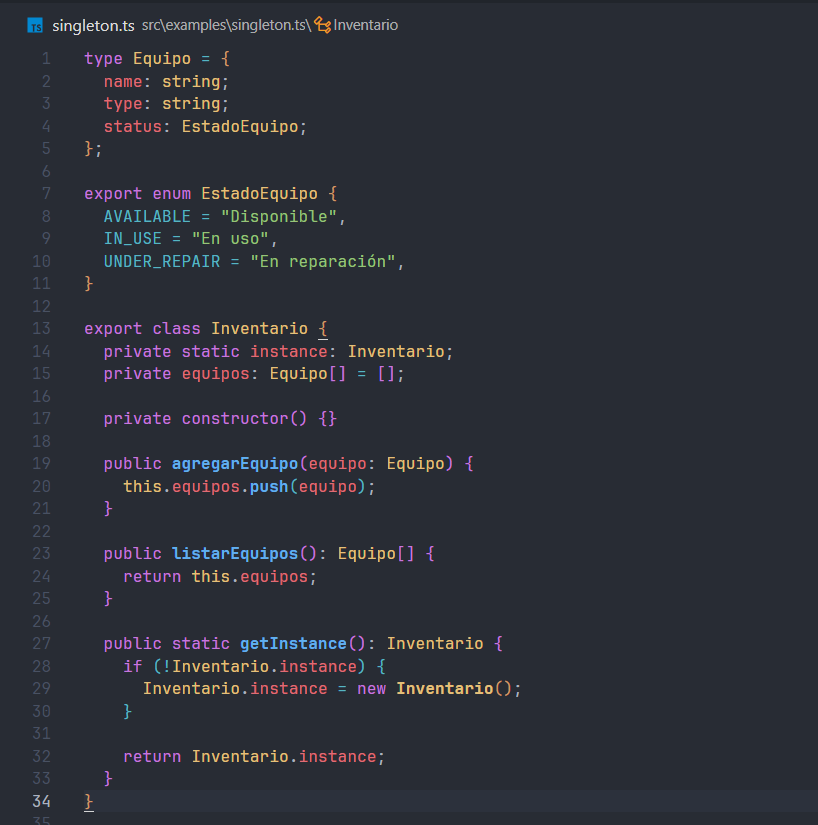 singleton.ts src\examples\singleton.ts\Inventario
1 type Equipo = {
2 name: string;
3 type: string;
4 status: EstadoEquipo;
5 };
6
7 export enum EstadoEquipo {
8 AVAILABLE = "Disponible",
9 IN_USE = "En uso",
10 UNDER_REPAIR = "En reparación",
11 }
12
13 export class Inventario {
14 private static instance: Inventario;
15 private equipos: Equipo[] = [];
16
17 private constructor() {}
18
19 public agregarEquipo(equipo: Equipo) {
20 this.equipos.push(equipo);
21 }
22
23 public listarEquipos(): Equipo[] {
24 return this.equipos;
25 }
26
27 public static getInstance(): Inventario {
28 if (!Inventario.instance) {
29 Inventario.instance = new Inventario();
30 }
31
32 return Inventario.instance;
33 }
34 }
35